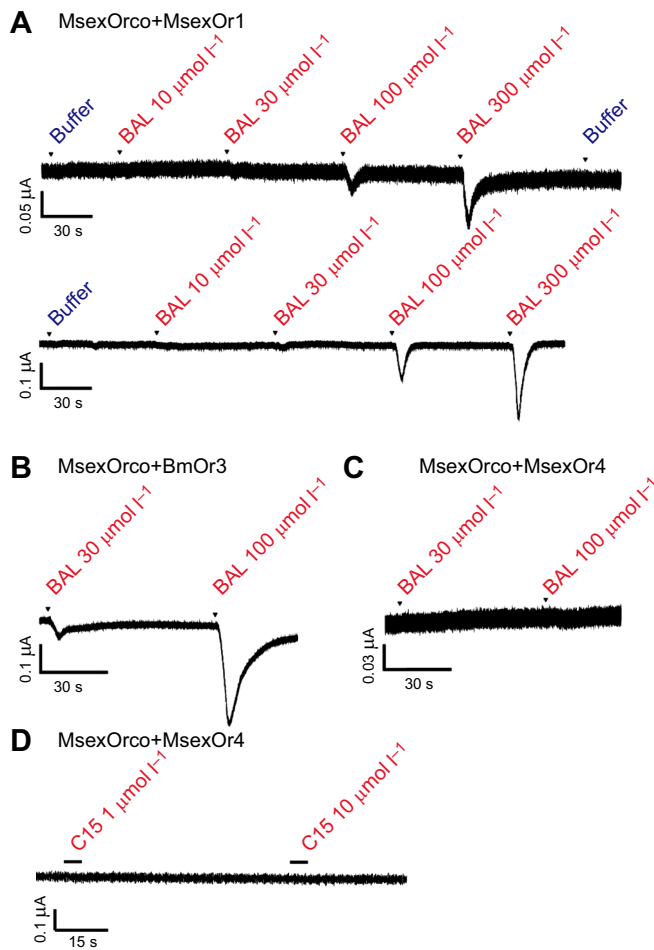 A MsexOrco+MsexOr1
Buffer
BAL 10 μmol l–1
BAL 30 μmol l–1
BAL 100 μmol l–1
BAL 300 μmol l–1
Buffer
0.05 μA
30 s
Buffer
BAL 10 μmol l–1
BAL 30 μmol l–1
BAL 100 μmol l–1
BAL 300 μmol l–1
0.1 μA
30 s
B MsexOrco+BmOr3
BAL 30 μmol l–1
BAL 100 μmol l–1
0.1 μA
30 s
C MsexOrco+MsexOr4
BAL 30 μmol l–1
BAL 100 μmol l–1
0.03 μA
30 s
D MsexOrco+MsexOr4
C15 1 μmol l–1
C15 10 μmol l–1
0.1 μA
15 s